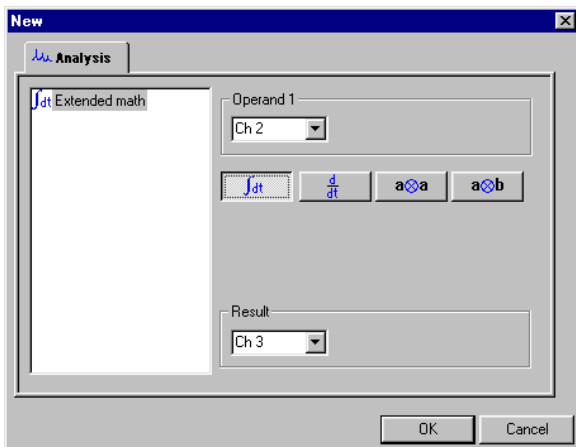 New
Analysis
∫dt Extended math
Operand 1
Ch 2
∫dt
d
dt
a⊗a
a⊗b
Result
Ch 3
OK
Cancel